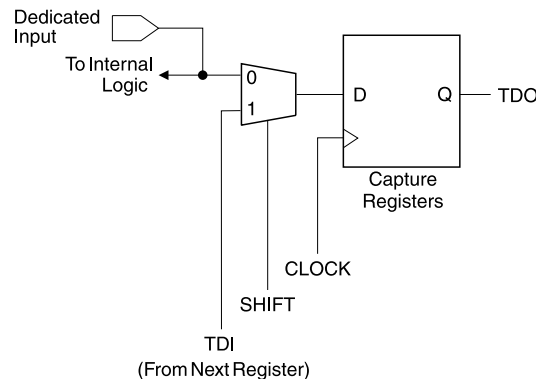 Dedicated
Input
To Internal
Logic
0
1
D
Q
TDO
Capture
Registers
CLOCK
SHIFT
TDI
(From Next Register)